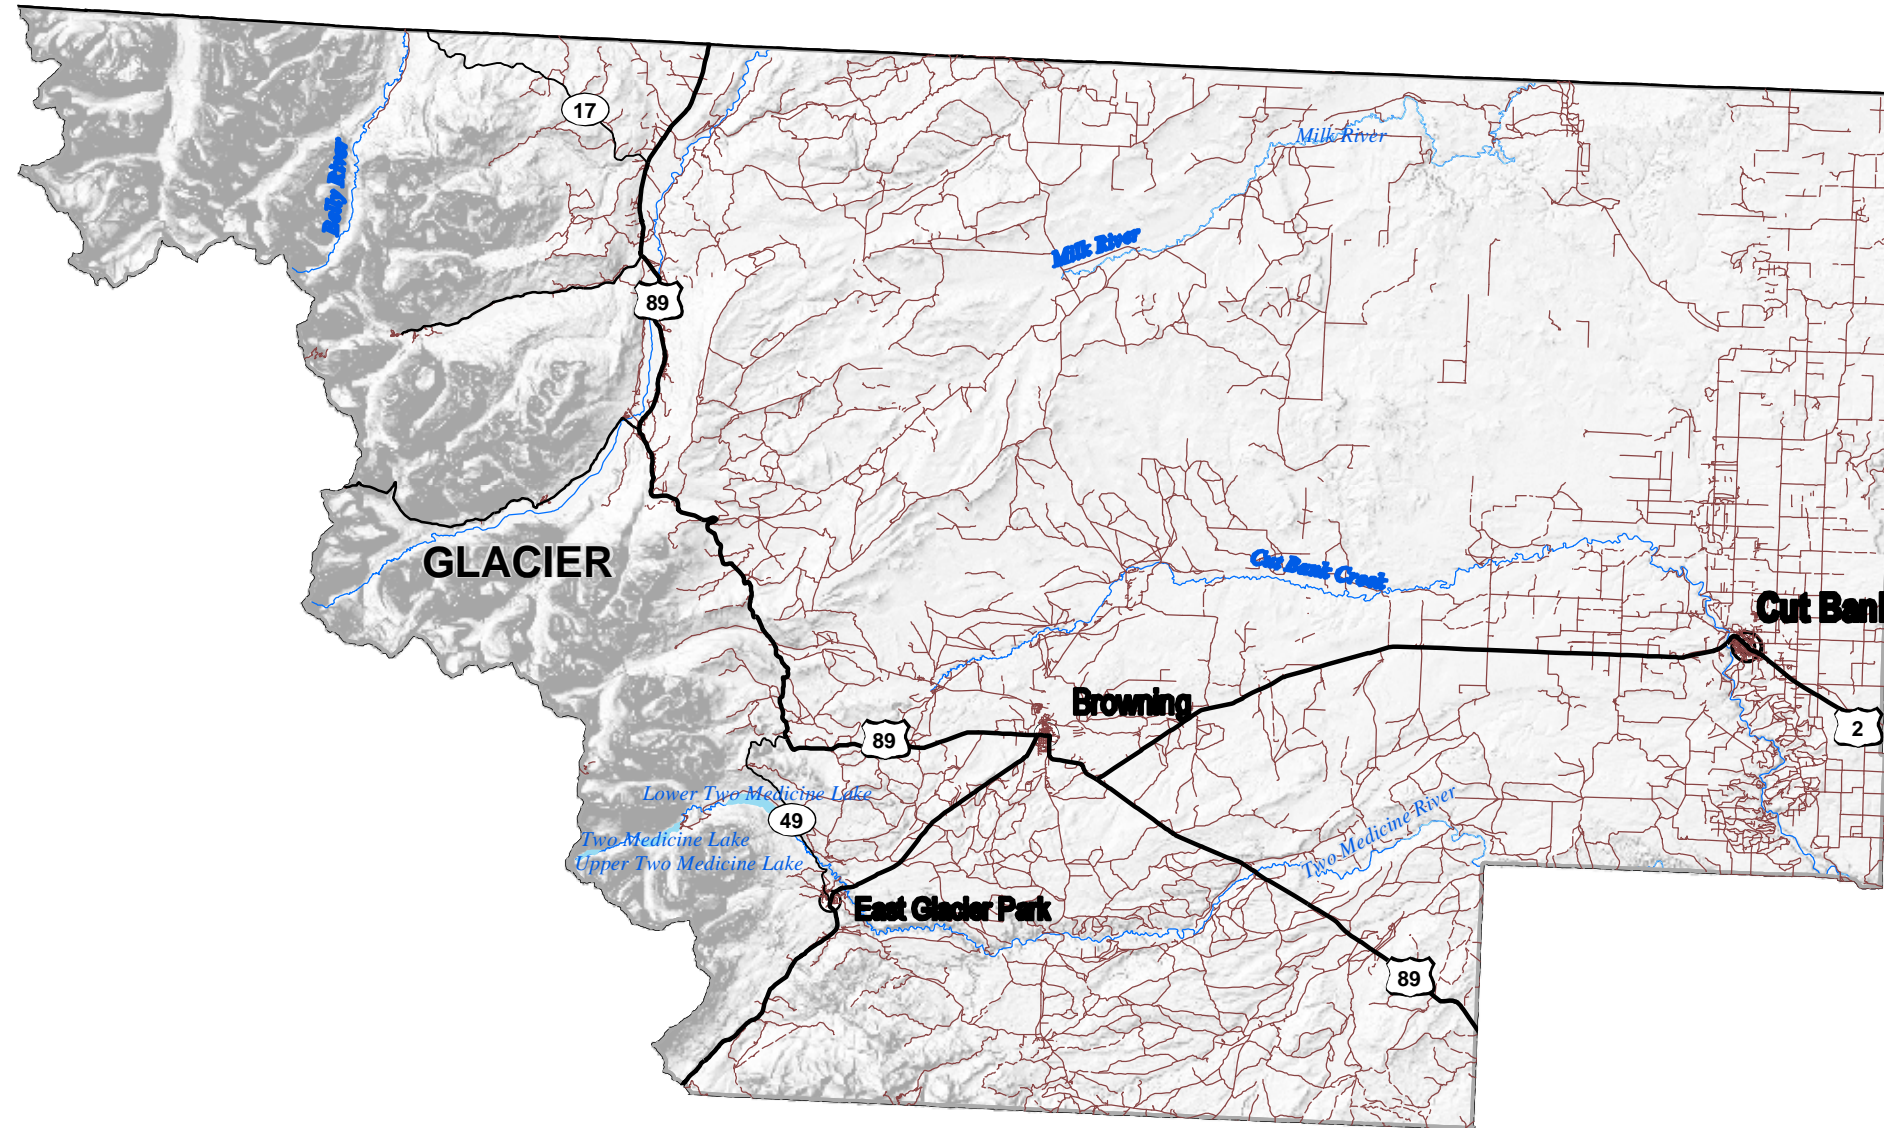 17
Milk River
Belly River
Milk River
89
GLACIER
Cut Bank Creek
Cut Ban
Browning
89
2
Lower Two Medicine Lake
49
Two Medicine Lake
Upper Two Medicine Lake
Two Medicine River
East Glacier Park
89